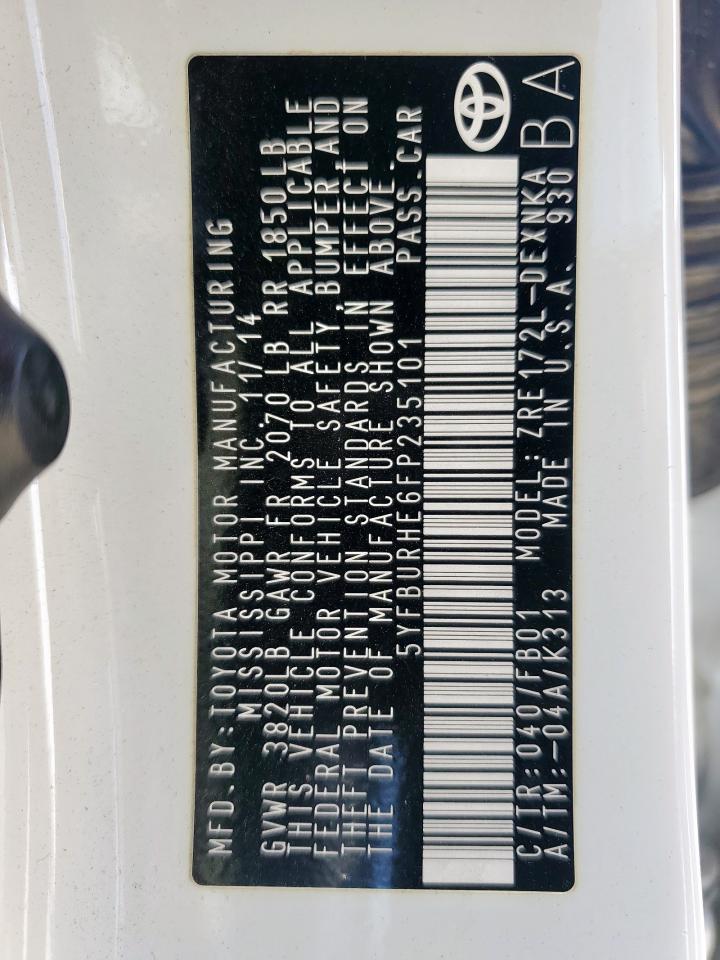 MFD.BY:TOYOTA MOTOR MANUFACTURING
MISSISSIPPI INC. 11/14
GVWR 3820LB GAWR FR 2070LB RR 1850LB
THIS VEHICLE CONFORMS TO ALL APPLICABLE
FEDERAL MOTOR VEHICLE SAFETY, BUMPER, AND
THEFT PREVENTION STANDARDS IN EFFECT ON
THE DATE OF MANUFACTURE SHOWN ABOVE.
5YFBURHE6FP235101 PASS.CAR
C/TR:040/FB01 MODEL:ZRE172L-DEXNKA
A/TM:-04A/K313 MADE IN U.S.A. 930
BA